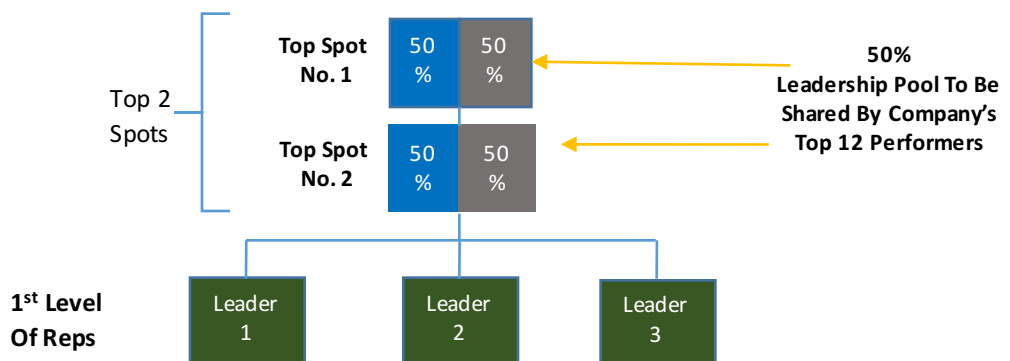 Top 2
Spots
Top Spot
No. 1
50
%
50
%
50%
Leadership Pool To Be
Shared By Company’s
Top 12 Performers
Top Spot
No. 2
50
%
50
%
1st Level
Of Reps
Leader
1
Leader
2
Leader
3